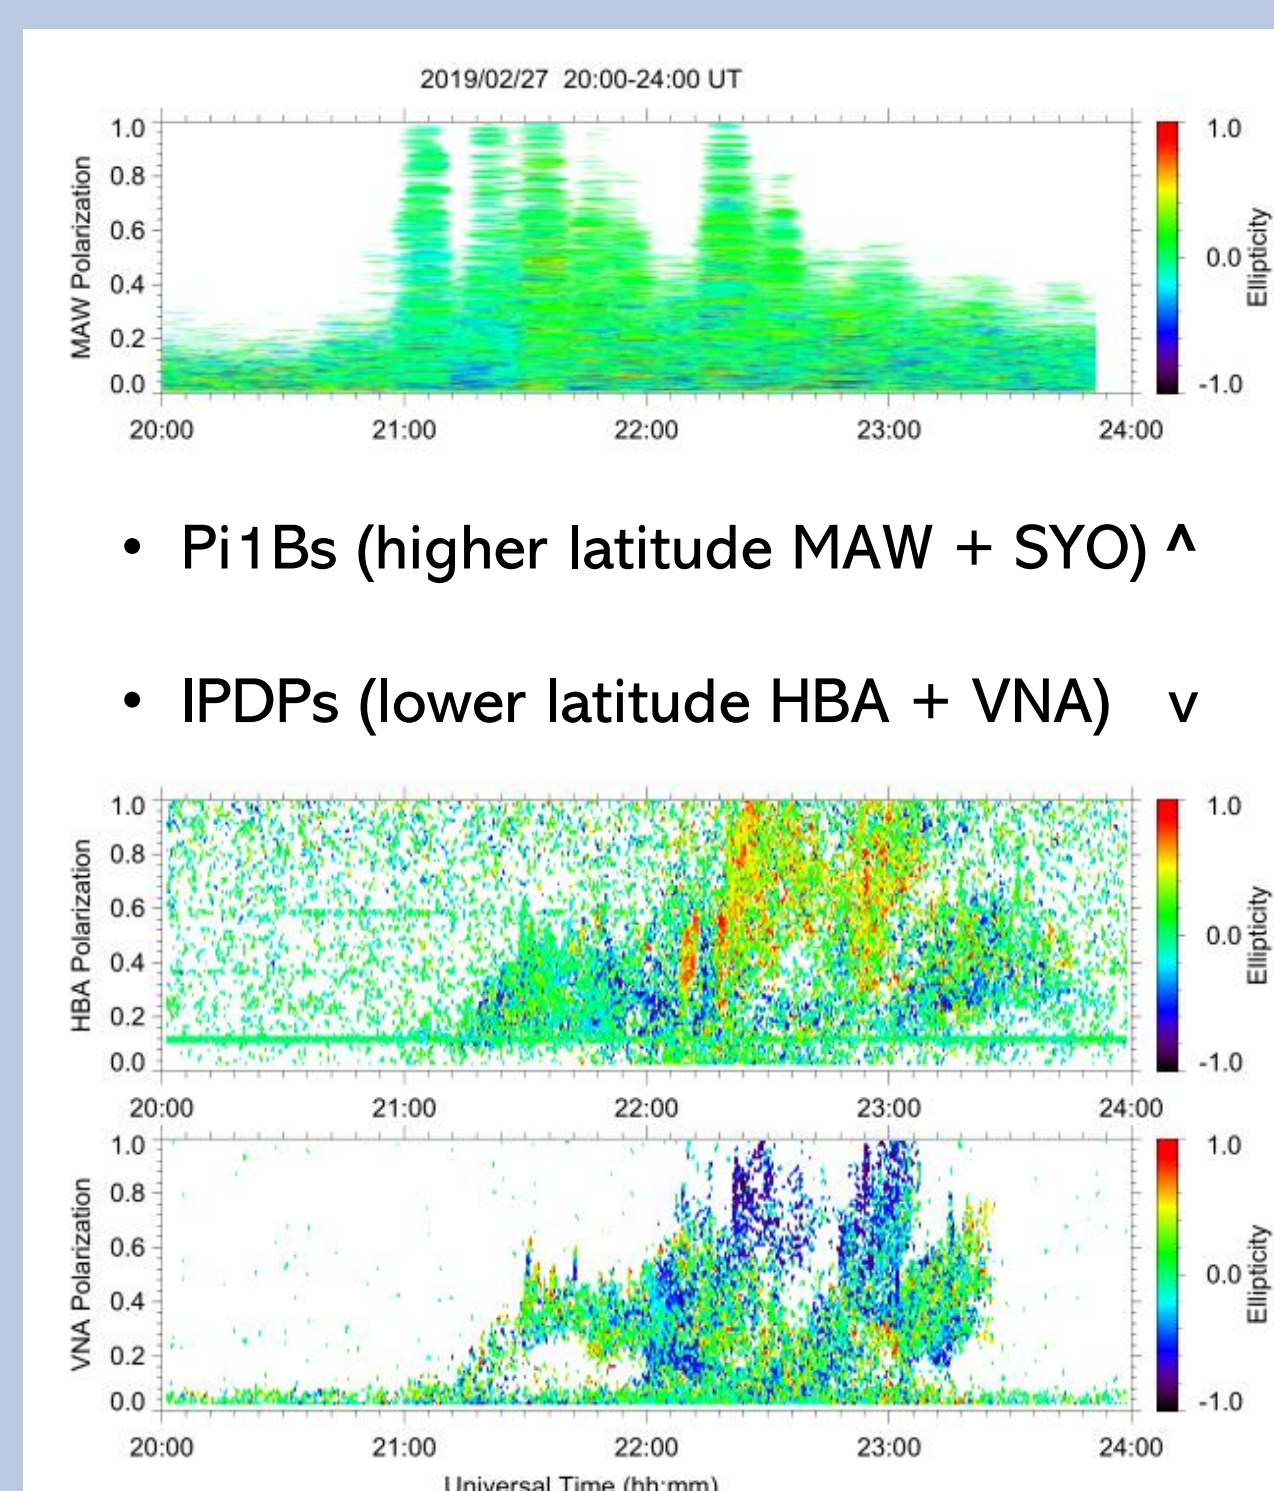 2019/02/27 20:00-24:00 UT
MAW Polarization
1.0
0.8
0.6
0.4
0.2
0.0
20:00 21:00 22:00 23:00 24:00
1.0
0.0
-1.0
Ellipticity
• Pi1Bs (higher latitude MAW + SYO) ^
• IPDPs (lower latitude HBA + VNA) v
HBA Polarization
1.0
0.8
0.6
0.4
0.2
0.0
20:00 21:00 22:00 23:00 24:00
1.0
0.0
-1.0
Ellipticity
VNA Polarization
1.0
0.8
0.6
0.4
0.2
0.0
20:00 21:00 22:00 23:00 24:00
1.0
0.0
-1.0
Ellipticity
Universal Time (hh:mm)